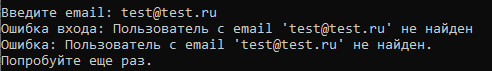 Введите email: test@test.ru
Ошибка входа: Пользователь с email 'test@test.ru' не найден
Ошибка: Пользователь с email 'test@test.ru' не найден.
Попробуйте еще раз.